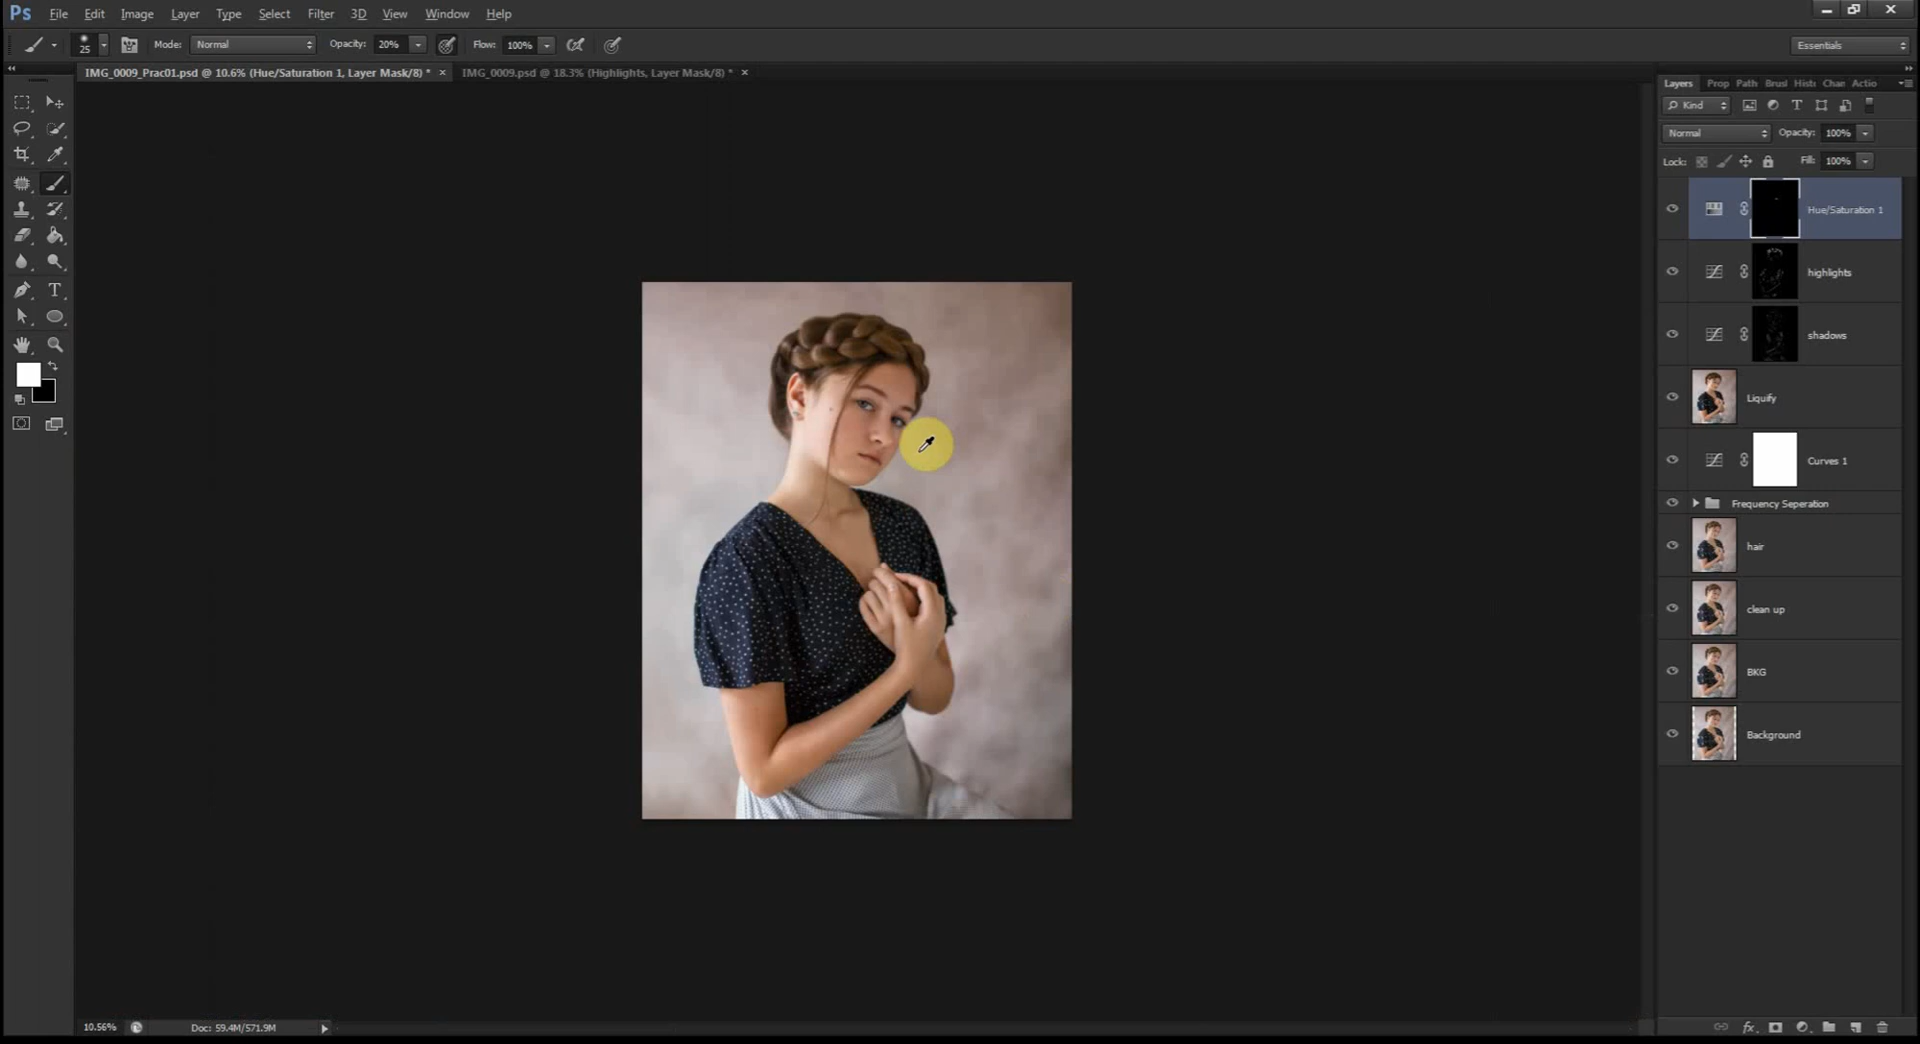 Ps File Edit Image Layer Type Select Filter 3D View Window Help
25 Mode: Normal Opacity: 20% Flow: 100% Essentials
IMG_0009_Prac01.psd @ 10.6% (Hue/Saturation 1, Layer Mask/8) * × IMG_0009.psd @ 18.3% (Highlights, Layer Mask/8) * ×
Layers Prop Path Brusl Histo Chan Actio
Kind
Normal Opacity: 100%
Lock: Fill: 100%
Hue/Saturation 1
highlights
shadows
Liquify
Curves 1
Frequency Seperation
hair
clean up
BKG
Background
10.56% Doc: 59.4M/571.9M